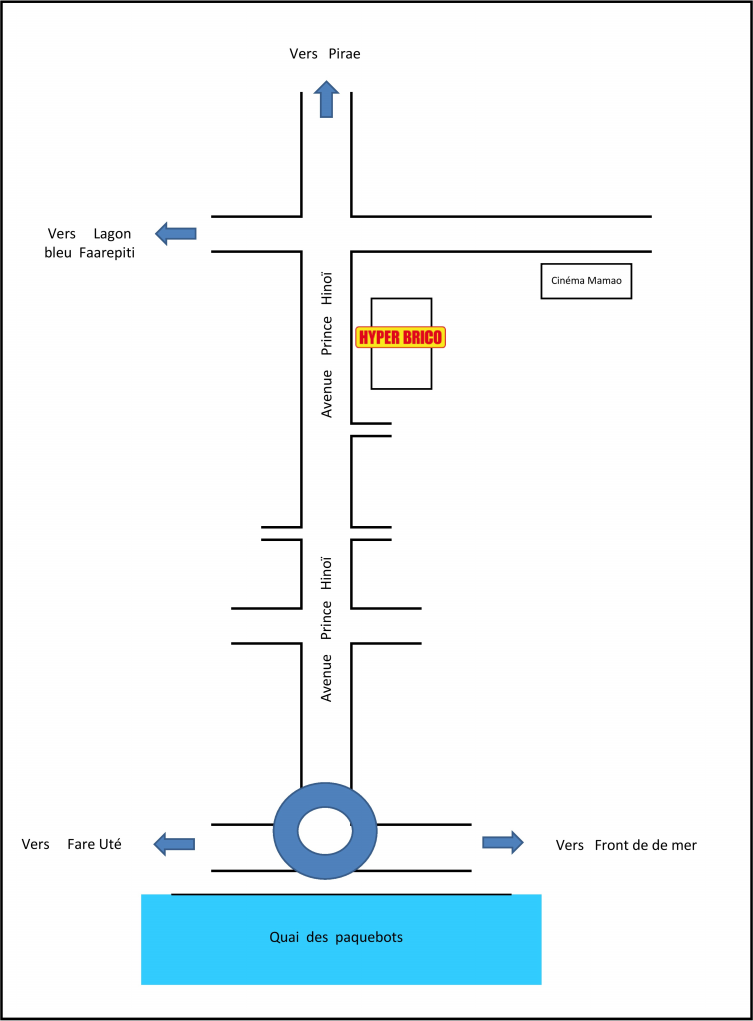 Vers Pirae
Vers Lagon
bleu Faarepiti
Cinéma Mamao
HYPER BRICO
Avenue Prince Hinoï
Avenue Prince Hinoï
Vers Fare Uté
Vers Front de de mer
Quai des paquebots